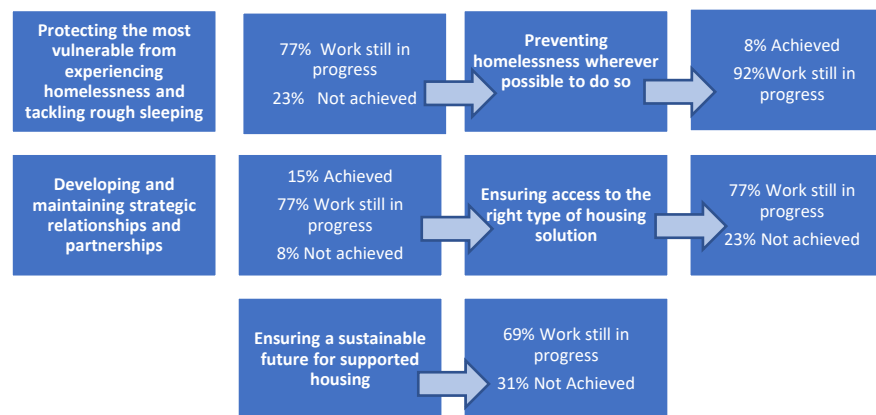 Protecting the most
vulnerable from
experiencing
homelessness and
tackling rough sleeping
77% Work still in
progress
23% Not achieved
Preventing
homelessness wherever
possible to do so
8% Achieved
92%Work still in
progress
Developing and
maintaining strategic
relationships and
partnerships
15% Achieved
77% Work still in
progress
8% Not achieved
Ensuring access to the
right type of housing
solution
77% Work still in
progress
23% Not achieved
Ensuring a sustainable
future for supported
housing
69% Work still in
progress
31% Not Achieved